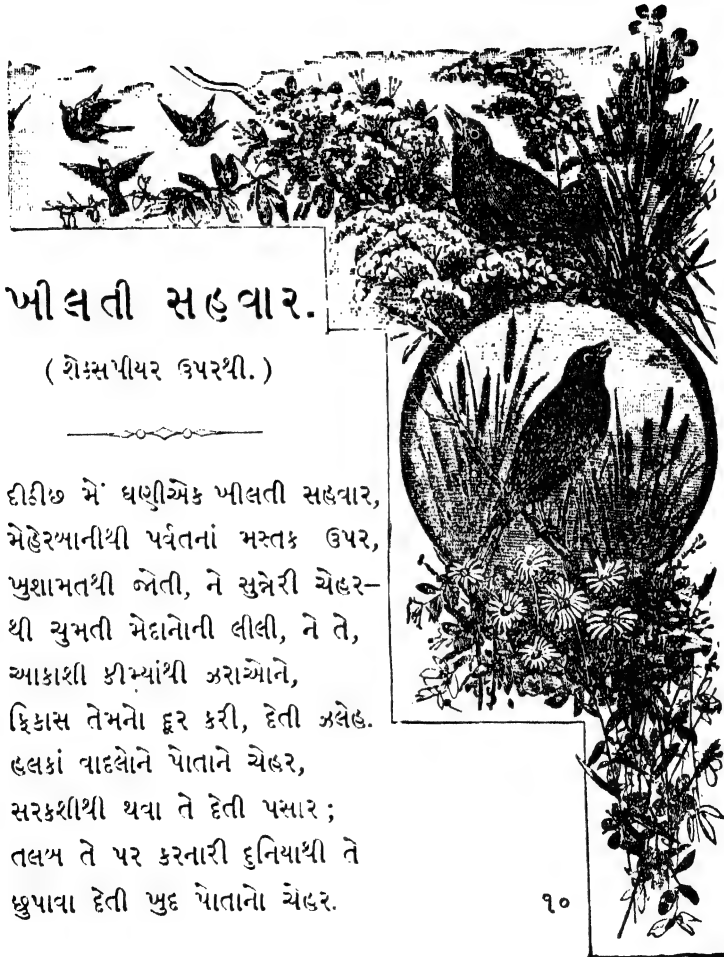 ખીલતી સહવાર.
(શેક્સપીયર ઉપરથી.)
દીઠીછ મેં ઘણીએક ખીલતી સહવાર,
મેહેરબાનીથી પર્વતનાં મસ્તક ઉપર,
ખુશામતથી જોતી, ને સુન્નેરી ચેહર–
થી ચુમતી મેદાનોની લીલી, ને તે,
આકાશી કીમ્યાંથી ઝરાઓને,
ફિકાસ તેમનો દૂર કરી, દેતી ઝલેહ.
હલકાં વાદલોને પોતાને ચેહર,
સરકશીથી થવા તે દેતી પસાર;
તલબ તે પર કરનારી દુનિયાથી તે
છુપાવા દેતી ખુદ પોતાનો ચેહર.
૧૦